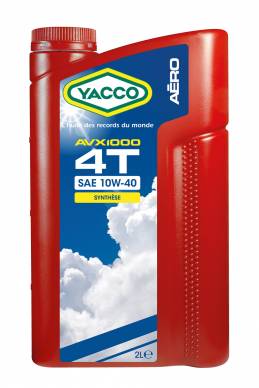 YACCO
L'huile des records du monde
AÉRO
AVX1000
4T
SAE 10W-40
SYNTHÈSE
2L℮